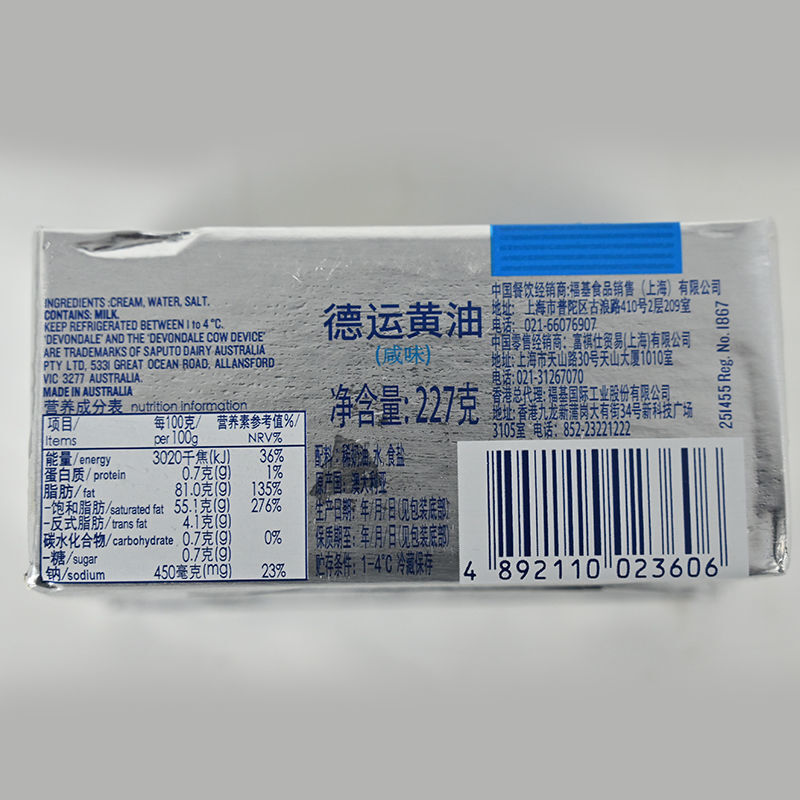 INGREDIENTS :CREAM, WATER, SALT.
CONTAINS: MILK.
KEEP REFRIGERATED BETWEEN 1 to 4°C.
'DEVONDALE' AND THE 'DEVONDALE COW DEVICE'
ARE TRADEMARKS OF SAPUTO DAIRY AUSTRALIA
PTY LTD, 5331 GREAT OCEAN ROAD, ALLANSFORD
VIC 3277 AUSTRALIA.
MADE IN AUSTRALIA
营养成分表 nutrition information
项目/ 每100克/ 营养素参考值%/
Items per 100g NRV%
能量/energy 3020千焦(kJ) 36%
蛋白质/protein 0.7克(g) 1%
脂肪/fat 81.0克(g) 135%
-饱和脂肪/saturated fat 55.1克(g) 276%
-反式脂肪/trans fat 4.1克(g)
碳水化合物/carbohydrate 0.7克(g) 0%
-糖/sugar 0.7克(g)
钠/sodium 450毫克(mg) 23%
德运黄油
(咸味)
净含量: 227克
配料: 稀奶油, 水, 食盐
原产国: 澳大利亚
生产日期: 年/月/日(见包装底部)
保质期至: 年/月/日(见包装底部)
贮存条件: 1-4°C 冷藏保存
中国餐饮经销商:福基食品销售（上海）有限公司
地址: 上海市普陀区古浪路410号2层209室
电话: 021-66076907
中国零售经销商: 富祺仕贸易(上海)有限公司
地址:上海市天山路30号天山大厦1010室
电话:021-31267070
香港总代理:福基国际工业股份有限公司
地址:香港九龙新蒲岗大有街34号新科技广场
3105室 电话: 852-23221222
251455 Reg. No. 1867
4 892110 023606